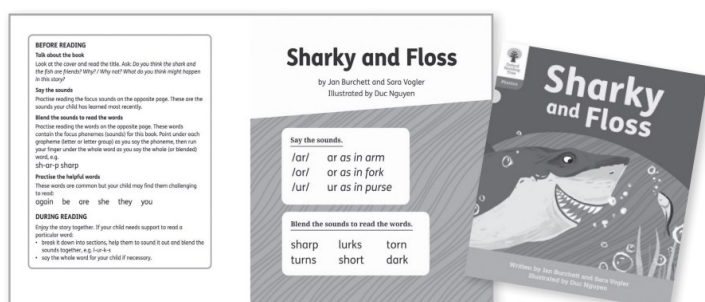 BEFORE READING
Talk about the book
Look at the cover and read the title. Ask: Do you think the shark and
the fish are friends? Why? / Why not? What do you think might happen
in this story?
Say the sounds
Practise reading the focus sounds on the opposite page. These are the
sounds your child has learned most recently.
Blend the sounds to read the words
Practise reading the words on the opposite page. These words
contain the focus phonemes (sounds) for this book. Point under each
grapheme (letter or letter group) as you say the phoneme, then run
your finger under the whole word as you say the whole (or blended)
word, e.g.
sh-ar-p sharp
Practise the helpful words
These words are common but your child may find them challenging
to read:
again be are she they you
DURING READING
Enjoy the story together. If your child needs support to read a
particular word:
• break it down into sections, help them to sound it out and blend the
sounds together, e.g. l-ur-k-s
• say the whole word for your child if necessary.
Sharky and Floss
by Jan Burchett and Sara Vogler
Illustrated by Duc Nguyen
Say the sounds.
/ar/ ar as in arm
/or/ or as in fork
/ur/ ur as in purse
Blend the sounds to read the words.
sharp lurks torn
turns short dark
Oxford
Reading
Tree
Sharky
and Floss
Written by Jan Burchett and Sara Vogler
Illustrated by Duc Nguyen